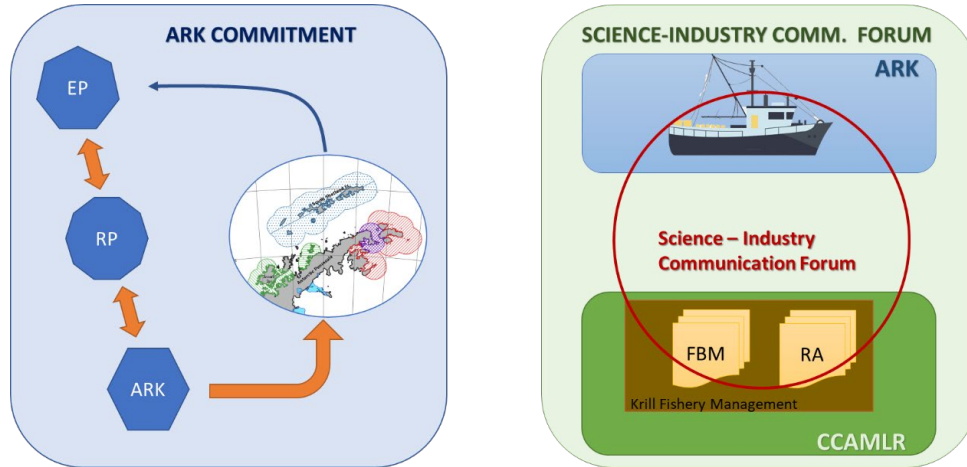 ARK COMMITMENT
EP
RP
ARK
SCIENCE-INDUSTRY COMM. FORUM
ARK
Science – Industry
Communication Forum
FBM
RA
Krill Fishery Management
CCAMLR